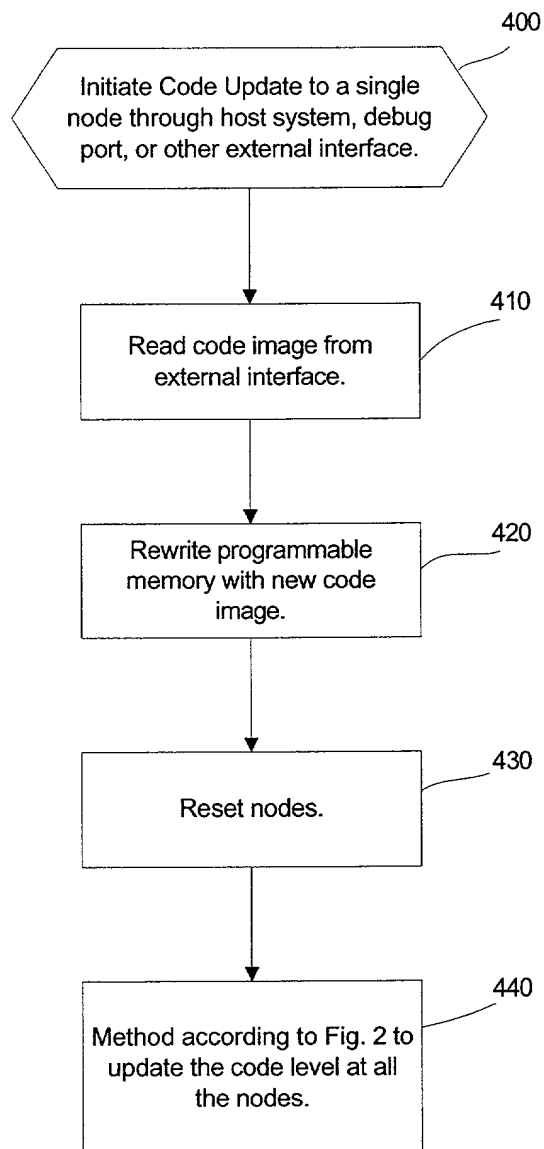 400
Initiate Code Update to a single
node through host system, debug
port, or other external interface.
410
Read code image from
external interface.
420
Rewrite programmable
memory with new code
image.
430
Reset nodes.
440
Method according to Fig. 2 to
update the code level at all
the nodes.